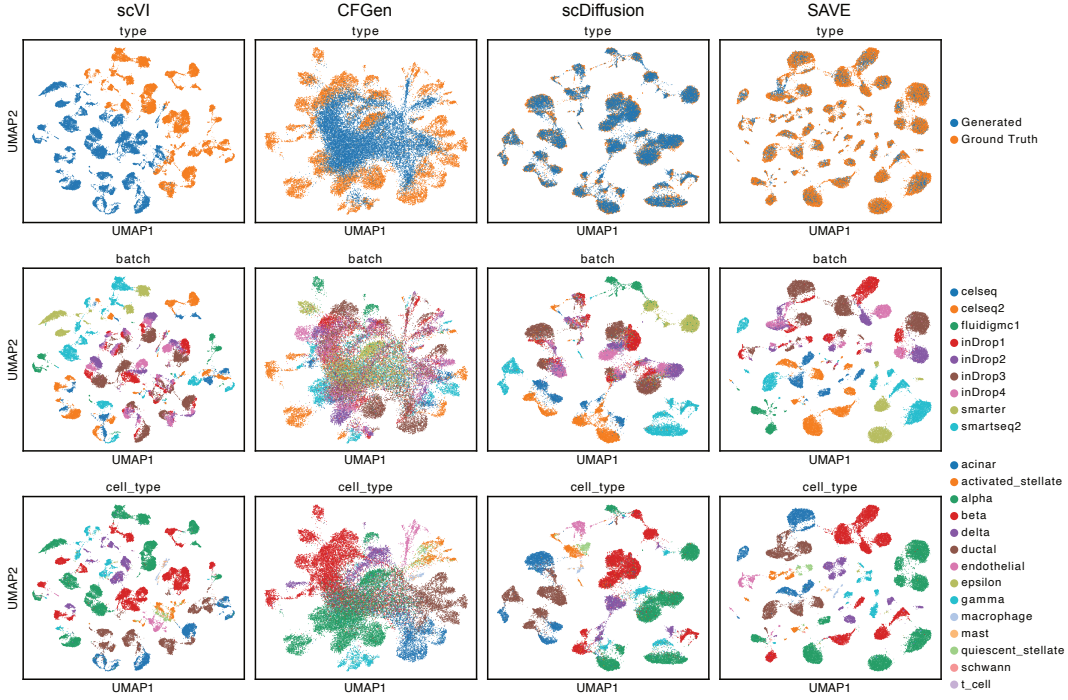 scVI CFGen scDiffusion SAVE
type type type type
UMAP2
Generated
Ground Truth
UMAP1 UMAP1 UMAP1 UMAP1
batch batch batch batch
UMAP2
celseq
celseq2
fluidigmc1
inDrop1
inDrop2
inDrop3
inDrop4
smarter
smartseq2
UMAP1 UMAP1 UMAP1 UMAP1
cell_type cell_type cell_type cell_type
UMAP2
acinar
activated_stellate
alpha
beta
delta
ductal
endothelial
epsilon
gamma
macrophage
mast
quiescent_stellate
schwann
t_cell
UMAP1 UMAP1 UMAP1 UMAP1